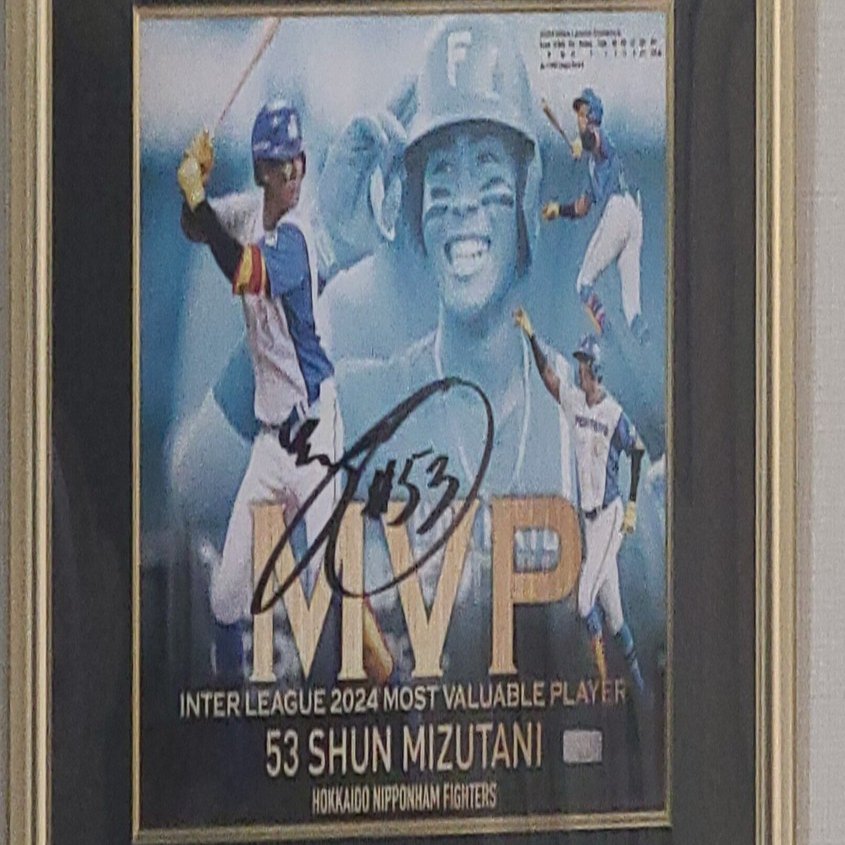 F
#53
MVP
INTER LEAGUE 2024 MOST VALUABLE PLAYER
53 SHUN MIZUTANI
HOKKAIDO NIPPONHAM FIGHTERS